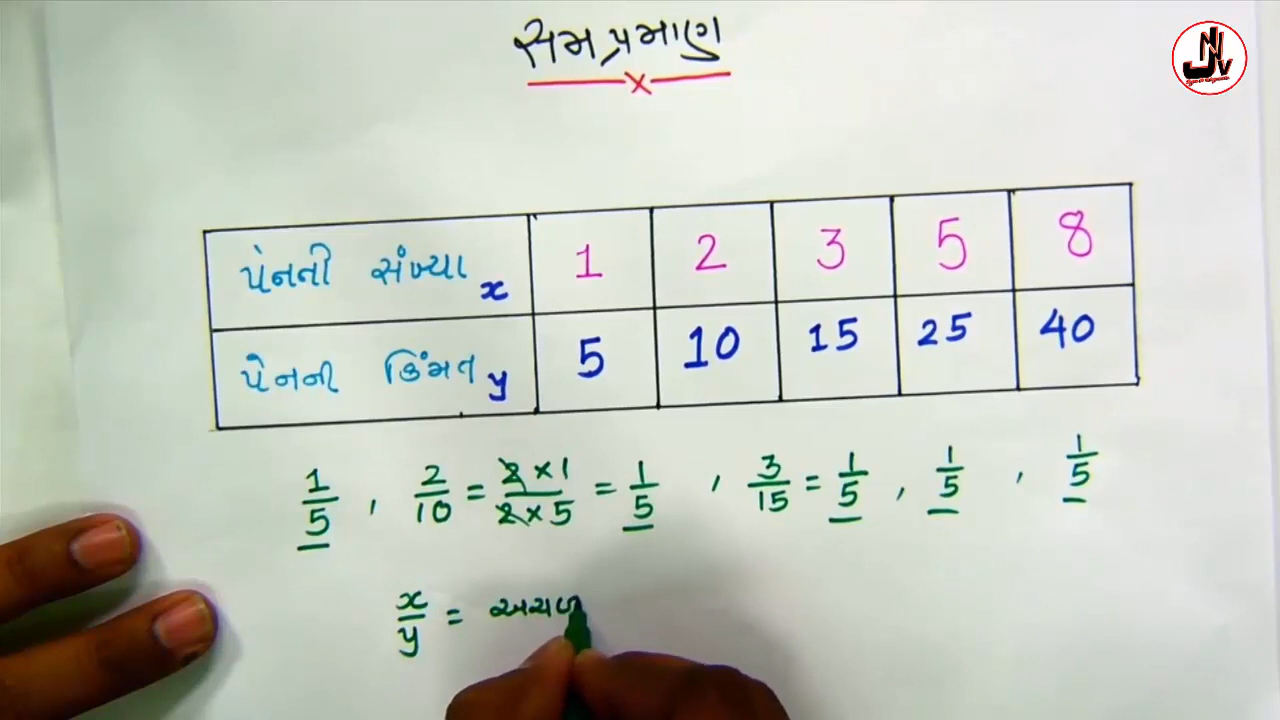 સમપ્રમાણ
પેનની સંખ્યા x 1 2 3 5 8
પેનની કિંમત y 5 10 15 25 40
1/5 , 2/10 = 2×1/2×5 = 1/5 , 3/15 = 1/5 , 1/5 , 1/5
x/y = અચળ
JNV